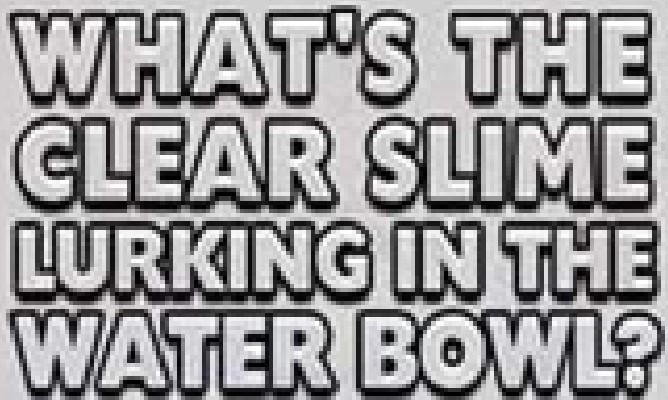 WHAT'S THE
CLEAR SLIME
LURKING IN THE
WATER BOWL?